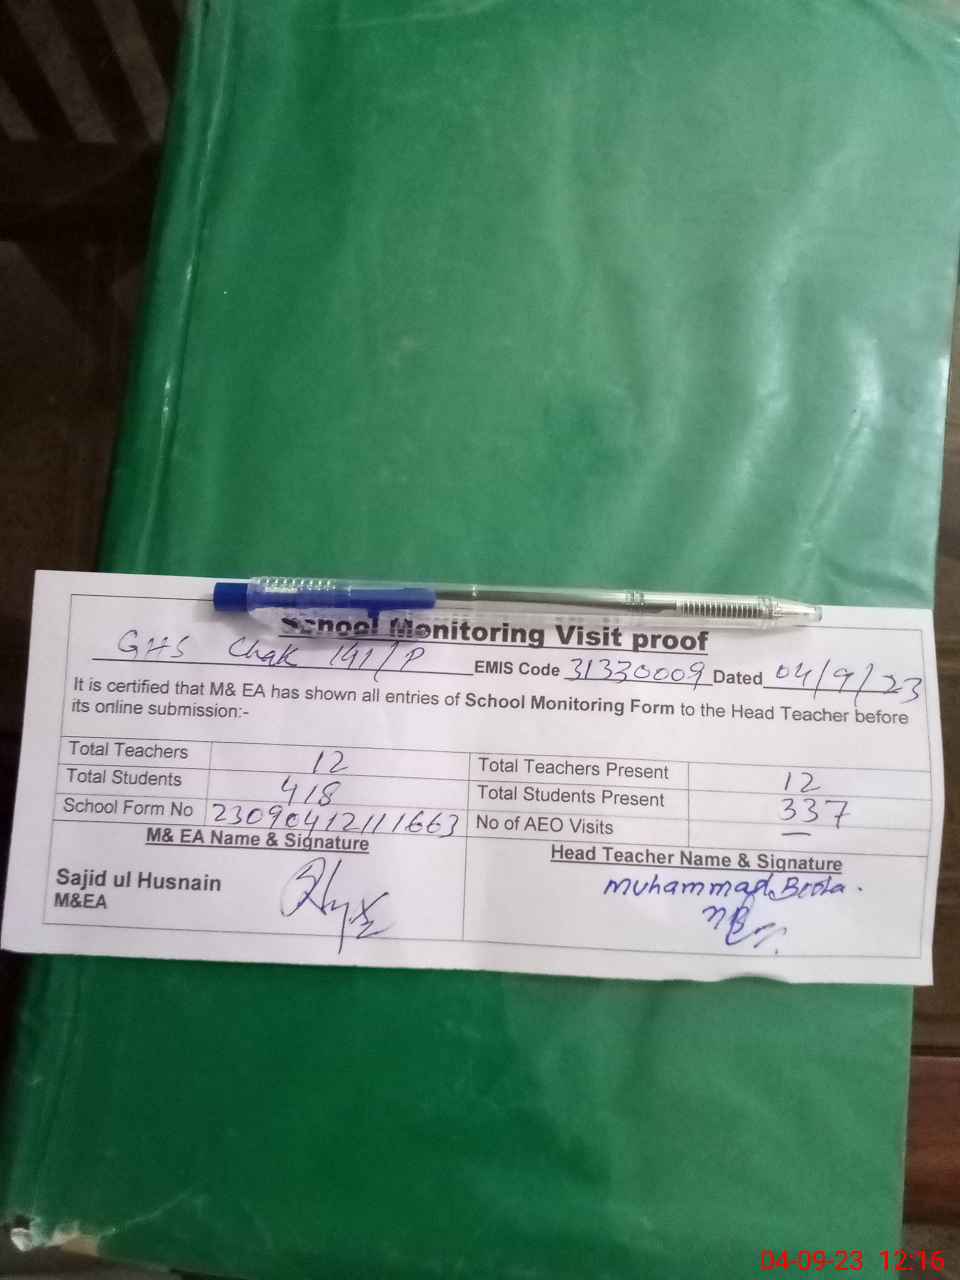 School Monitoring Visit proof
GHS Chak 141/P EMIS Code 31330009 Dated 04/9/23
It is certified that M& EA has shown all entries of School Monitoring Form to the Head Teacher before
its online submission:-
Total Teachers 12 Total Teachers Present 12
Total Students 418 Total Students Present 337
School Form No 23090412111663 No of AEO Visits —
M& EA Name & Signature Head Teacher Name & Signature
Sajid ul Husnain Muhammad
M&EA
04-09-23 12:16